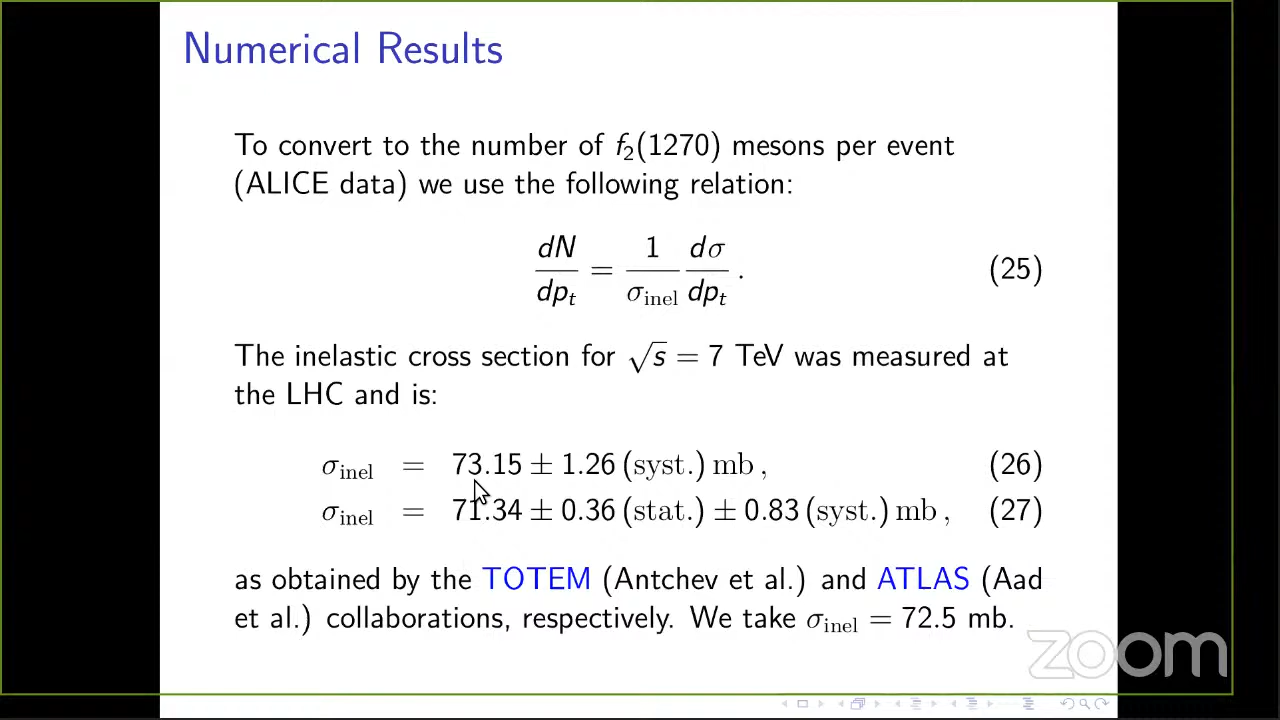 Numerical Results
To convert to the number of f₂(1270) mesons per event
(ALICE data) we use the following relation:
dN/dpₜ = 1/σ_inel dσ/dpₜ . (25)
The inelastic cross section for √s = 7 TeV was measured at
the LHC and is:
σ_inel = 73.15 ± 1.26 (syst.) mb , (26)
σ_inel = 71.34 ± 0.36 (stat.) ± 0.83 (syst.) mb , (27)
as obtained by the TOTEM (Antchev et al.) and ATLAS (Aad
et al.) collaborations, respectively. We take σ_inel = 72.5 mb.
zoom